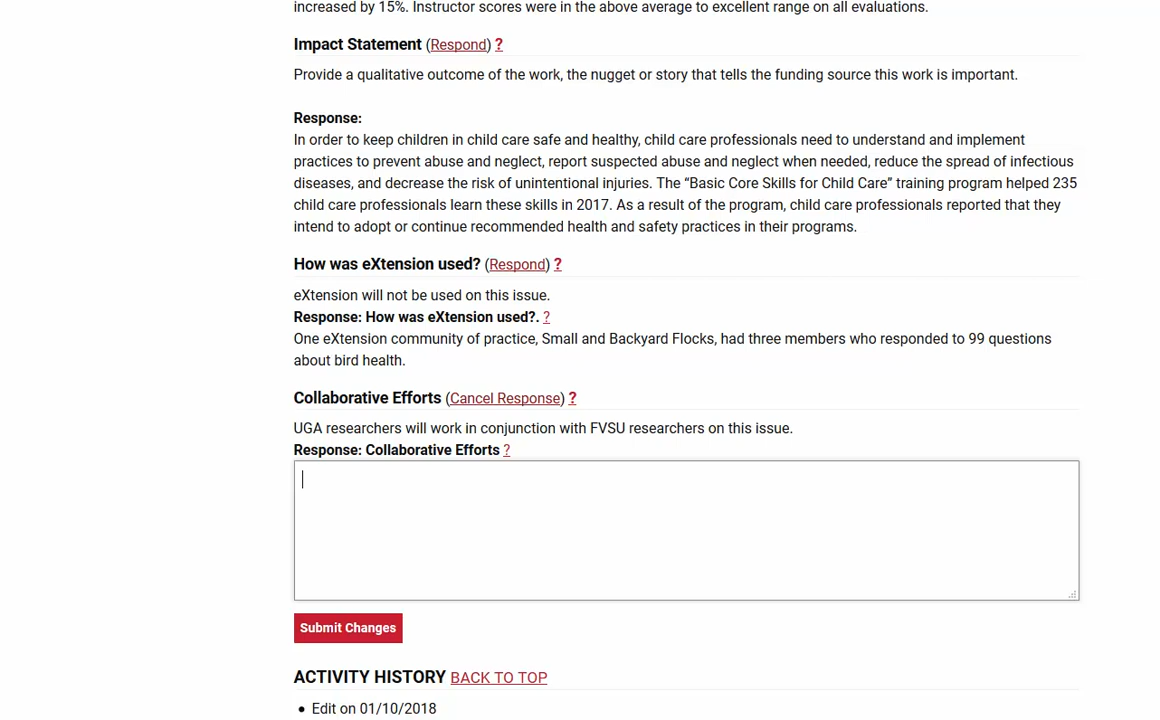 increased by 15%. Instructor scores were in the above average to excellent range on all evaluations.
Impact Statement (Respond) ?
Provide a qualitative outcome of the work, the nugget or story that tells the funding source this work is important.
Response:
In order to keep children in child care safe and healthy, child care professionals need to understand and implement
practices to prevent abuse and neglect, report suspected abuse and neglect when needed, reduce the spread of infectious
diseases, and decrease the risk of unintentional injuries. The “Basic Core Skills for Child Care” training program helped 235
child care professionals learn these skills in 2017. As a result of the program, child care professionals reported that they
intend to adopt or continue recommended health and safety practices in their programs.
How was eXtension used? (Respond) ?
eXtension will not be used on this issue.
Response: How was eXtension used?. ?
One eXtension community of practice, Small and Backyard Flocks, had three members who responded to 99 questions
about bird health.
Collaborative Efforts (Cancel Response) ?
UGA researchers will work in conjunction with FVSU researchers on this issue.
Response: Collaborative Efforts ?
Submit Changes
ACTIVITY HISTORY BACK TO TOP
• Edit on 01/10/2018